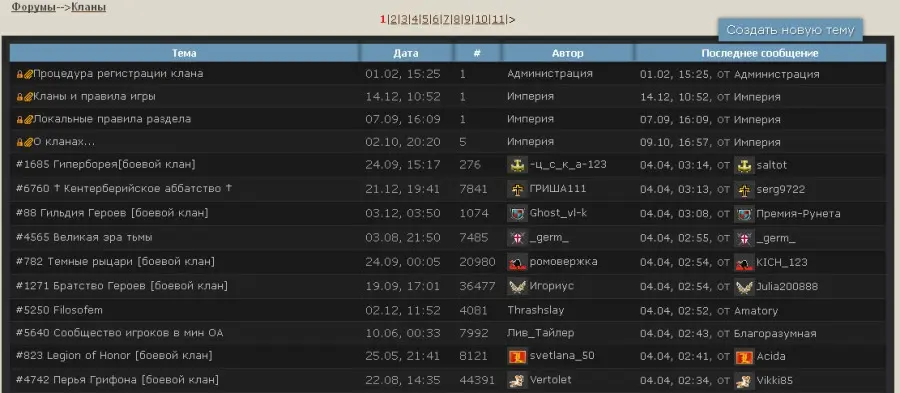 Форумы-->Кланы
1|2|3|4|5|6|7|8|9|10|11|>
Создать новую тему
Тема Дата # Автор Последнее сообщение
Процедура регистрации клана 01.02, 15:25 1 Администрация 01.02, 15:25, от Администрация
Кланы и правила игры 14.12, 10:52 1 Империя 14.12, 10:52, от Империя
Локальные правила раздела 07.09, 16:09 1 Империя 07.09, 16:09, от Империя
О кланах... 02.10, 20:20 5 Империя 09.10, 16:57, от Империя
#1685 Гиперборея[боевой клан] 24.09, 15:17 276 -ц_с_к_а-123 04.04, 03:14, от saltot
#6760 † Кентерберийское аббатство † 21.12, 19:41 7841 ГРИША111 04.04, 03:13, от serg9722
#88 Гильдия Героев [боевой клан] 03.12, 03:50 1074 Ghost_vl-k 04.04, 03:08, от Премия-Рунета
#4565 Великая эра тьмы 03.08, 21:50 7485 _germ_ 04.04, 02:55, от _germ_
#782 Темные рыцари [боевой клан] 24.09, 00:05 20980 ромовержка 04.04, 02:54, от KICH_123
#1271 Братство Героев [боевой клан] 19.09, 17:01 36477 Игориус 04.04, 02:54, от Julia200888
#5250 Filosofem 02.12, 11:52 4081 Thrashslay 04.04, 02:52, от Amatory
#5640 Сообщество игроков в мин ОА 10.06, 00:33 7992 Лив_Тайлер 04.04, 02:43, от Благоразумная
#823 Legion of Honor [боевой клан] 25.05, 21:41 8121 svetlana_50 04.04, 02:41, от Acida
#4742 Перья Грифона [боевой клан] 22.08, 14:35 44391 Vertolet 04.04, 02:34, от Vikki85